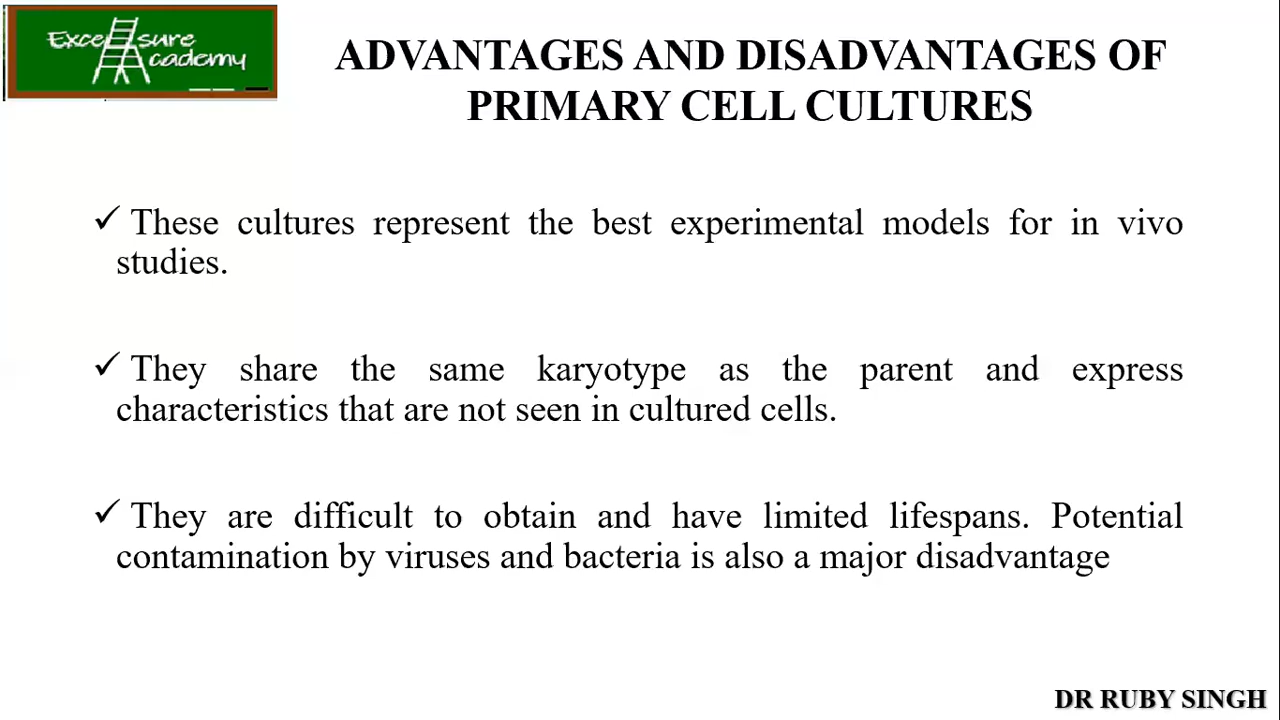 Excel sure
Academy
ADVANTAGES AND DISADVANTAGES OF
PRIMARY CELL CULTURES
✓ These cultures represent the best experimental models for in vivo
studies.
✓ They share the same karyotype as the parent and express
characteristics that are not seen in cultured cells.
✓ They are difficult to obtain and have limited lifespans. Potential
contamination by viruses and bacteria is also a major disadvantage
DR RUBY SINGH